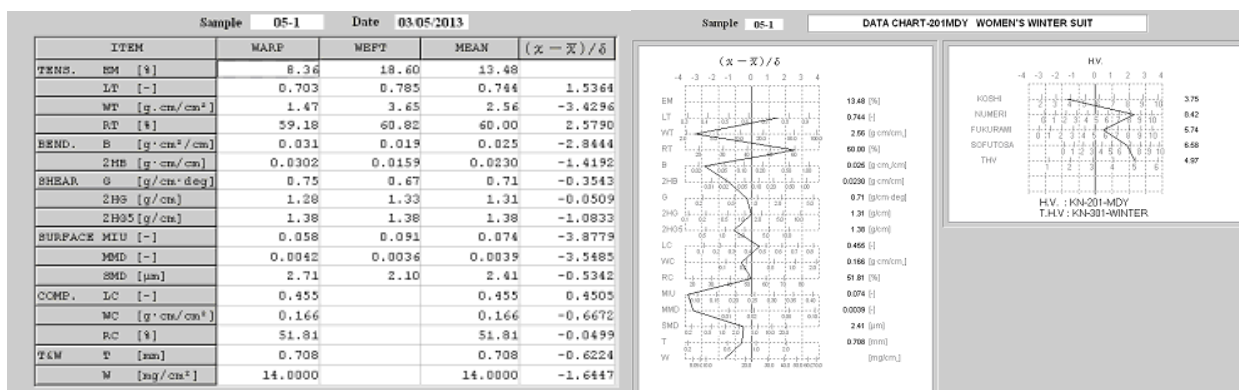 Sample 05-1 Date 03/05/2013
ITEM WARP WEFT MEAN (x − x̄)/δ
TENS. EM [%] 8.36 18.60 13.48
LT [-] 0.703 0.785 0.744 1.5364
WT [g.cm/cm²] 1.47 3.65 2.56 -3.4296
RT [%] 59.18 60.82 60.00 2.5790
BEND. B [g·cm²/cm] 0.031 0.019 0.025 -2.8444
2HB [g·cm/cm] 0.0302 0.0159 0.0230 -1.4192
SHEAR G [g/cm·deg] 0.75 0.67 0.71 -0.3543
2HG [g/cm] 1.28 1.33 1.31 -0.0509
2HG5 [g/cm] 1.38 1.38 1.38 -1.0833
SURFACE MIU [-] 0.058 0.091 0.074 -3.8779
MMD [-] 0.0042 0.0036 0.0039 -3.5485
SMD [μm] 2.71 2.10 2.41 -0.5342
COMP. LC [-] 0.455 0.455 0.4505
WC [g·cm/cm²] 0.166 0.166 -0.6672
RC [%] 51.81 51.81 -0.0499
T&W T [mm] 0.708 0.708 -0.6224
W [mg/cm²] 14.0000 14.0000 -1.6447
Sample 05-1 DATA CHART-201MDY WOMEN'S WINTER SUIT
(x − x̄)/δ
-4 -3 -2 -1 0 1 2 3 4
EM 13.48 [%]
LT 0.744 [-]
WT 2.56 [g cm/cm,]
RT 60.00 [%]
B 0.025 [g cm,/cm]
2HB 0.0230 [g cm/cm]
G 0.71 [g/cm deg]
2HG 1.31 [g/cm]
2HG5 1.38 [g/cm]
LC 0.455 [-]
WC 0.166 [g cm/cm,]
RC 51.81 [%]
MIU 0.074 [-]
MMD 0.0039 [-]
SMD 2.41 [μm]
T 0.708 [mm]
W [mg/cm,]
H.V.
-4 -3 -2 -1 0 1 2 3 4
KOSHI 3.75
NUMERI 8.42
FUKURAMI 5.74
SOFUTOSA 6.58
THV 4.97
H.V. : KN-201-MDY
T.H.V : KN-301-WINTER